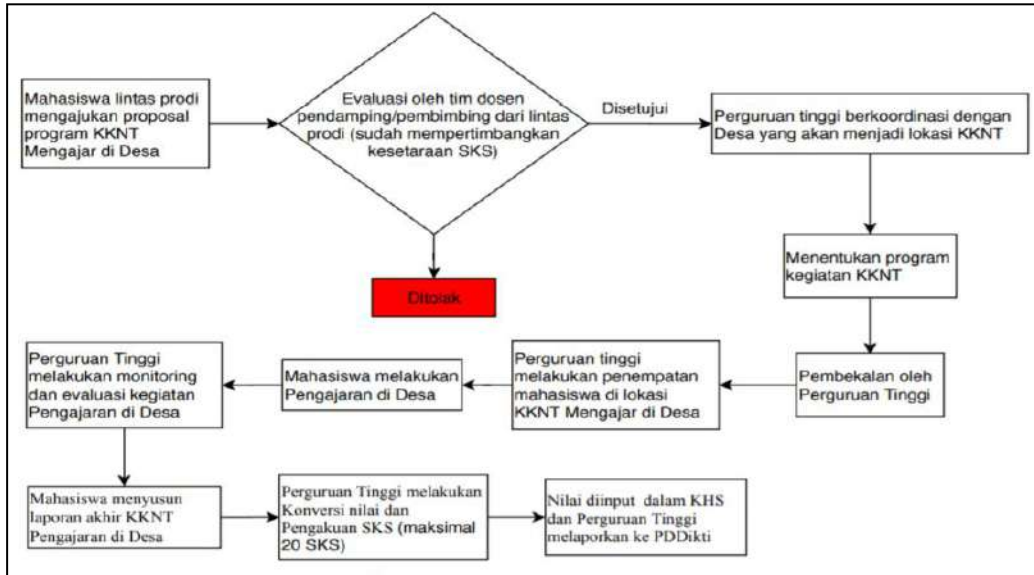 Mahasiswa lintas prodi
mengajukan proposal
program KKNT
Mengajar di Desa
Evaluasi oleh tim dosen
pendamping/pembimbing dari lintas
prodi (sudah mempertimbangkan
kesetaraan SKS)
Disetujui
Perguruan tinggi berkoordinasi dengan
Desa yang akan menjadi lokasi KKNT
Ditolak
Menentukan program
kegiatan KKNT
Pembekalan oleh
Perguruan Tinggi
Perguruan tinggi
melakukan penempatan
mahasiswa di lokasi
KKNT Mengajar di Desa
Mahasiswa melakukan
Pengajaran di Desa
Perguruan Tinggi
melakukan monitoring
dan evaluasi kegiatan
Pengajaran di Desa
Mahasiswa menyusun
laporan akhir KKNT
Pengajaran di Desa
Perguruan Tinggi melakukan
Konversi nilai dan
Pengakuan SKS (maksimal
20 SKS)
Nilai diinput dalam KHS
dan Perguruan Tinggi
melaporkan ke PDDikti